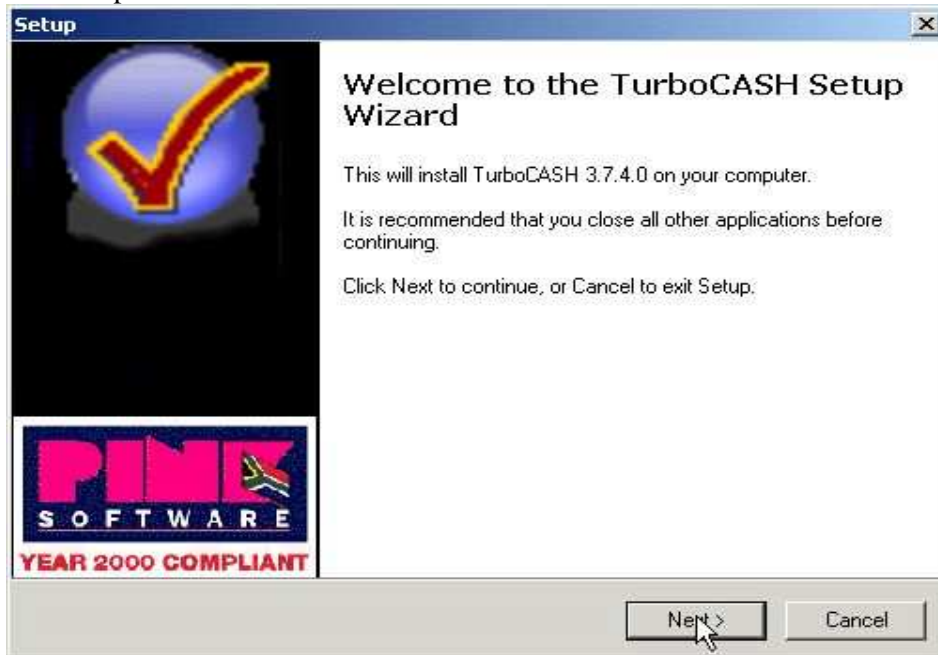 Setup
Welcome to the TurboCASH Setup
Wizard
This will install TurboCASH 3.7.4.0 on your computer.
It is recommended that you close all other applications before
continuing.
Click Next to continue, or Cancel to exit Setup.
PINK
SOFTWARE
YEAR 2000 COMPLIANT
Next >
Cancel